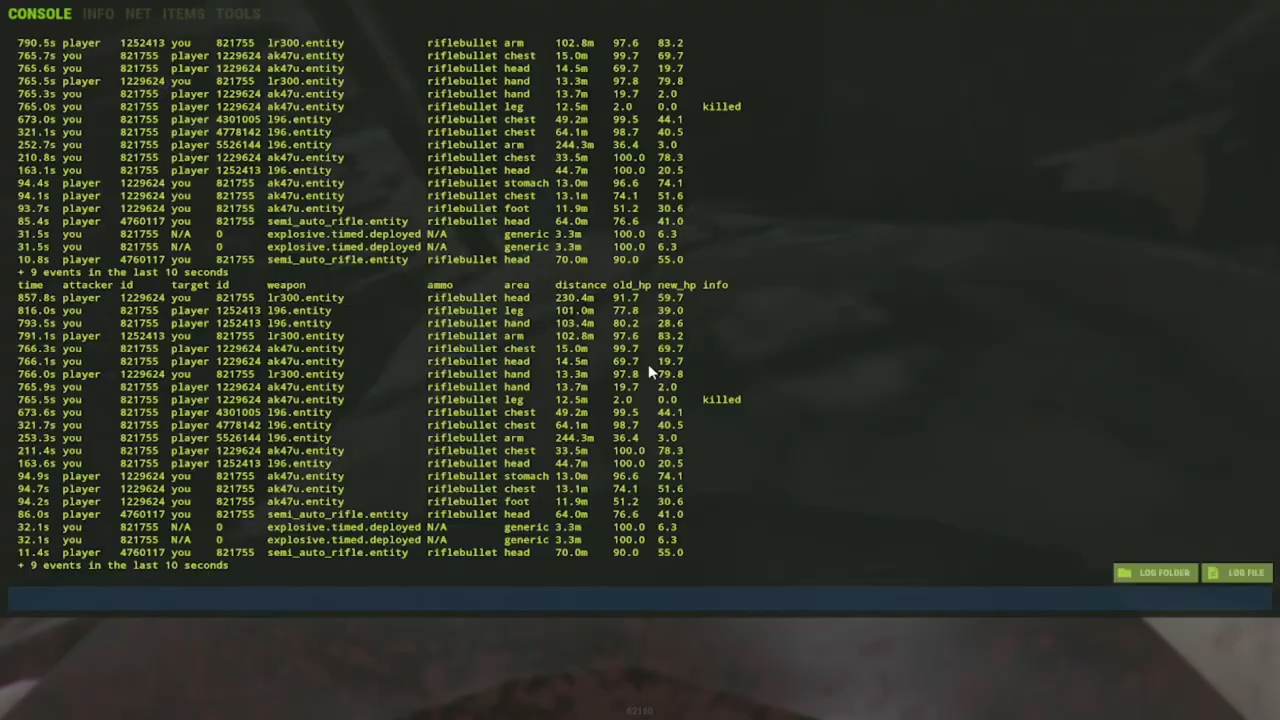 CONSOLE INFO NET ITEMS TOOLS
790.5s player 1252413 you 821755 lr300.entity riflebullet arm 102.8m 97.6 83.2
765.7s you 821755 player 1229624 ak47u.entity riflebullet chest 15.0m 99.7 69.7
765.6s you 821755 player 1229624 ak47u.entity riflebullet head 14.5m 69.7 19.7
765.5s player 1229624 you 821755 lr300.entity riflebullet hand 13.3m 97.8 79.8
765.3s you 821755 player 1229624 ak47u.entity riflebullet hand 13.7m 19.7 2.0
765.0s you 821755 player 1229624 ak47u.entity riflebullet leg 12.5m 2.0 0.0 killed
673.0s you 821755 player 4301005 l96.entity riflebullet chest 49.2m 99.5 44.1
321.1s you 821755 player 4778142 l96.entity riflebullet chest 64.1m 98.7 40.5
252.7s you 821755 player 5526144 l96.entity riflebullet arm 244.3m 36.4 3.0
210.8s you 821755 player 1229624 ak47u.entity riflebullet chest 33.5m 100.0 78.3
163.1s you 821755 player 1252413 l96.entity riflebullet head 44.7m 100.0 20.5
94.4s player 1229624 you 821755 ak47u.entity riflebullet stomach 13.0m 96.6 74.1
94.1s player 1229624 you 821755 ak47u.entity riflebullet chest 13.1m 74.1 51.6
93.7s player 1229624 you 821755 ak47u.entity riflebullet foot 11.9m 51.2 30.6
85.4s player 4760117 you 821755 semi_auto_rifle.entity riflebullet head 64.0m 76.6 41.0
31.5s you 821755 N/A 0 explosive.timed.deployed N/A generic 3.3m 100.0 6.3
31.5s you 821755 N/A 0 explosive.timed.deployed N/A generic 3.3m 100.0 6.3
10.8s player 4760117 you 821755 semi_auto_rifle.entity riflebullet head 70.0m 90.0 55.0
+ 9 events in the last 10 seconds
time attacker id target id weapon ammo area distance old_hp new_hp info
857.8s player 1229624 you 821755 lr300.entity riflebullet head 230.4m 91.7 59.7
816.0s you 821755 player 1252413 l96.entity riflebullet leg 101.0m 77.8 39.0
793.5s you 821755 player 1252413 l96.entity riflebullet hand 103.4m 80.2 28.6
791.1s player 1252413 you 821755 lr300.entity riflebullet arm 102.8m 97.6 83.2
766.3s you 821755 player 1229624 ak47u.entity riflebullet chest 15.0m 99.7 69.7
766.1s you 821755 player 1229624 ak47u.entity riflebullet head 14.5m 69.7 19.7
766.0s player 1229624 you 821755 lr300.entity riflebullet hand 13.3m 97.8 79.8
765.9s you 821755 player 1229624 ak47u.entity riflebullet hand 13.7m 19.7 2.0
765.5s you 821755 player 1229624 ak47u.entity riflebullet leg 12.5m 2.0 0.0 killed
673.6s you 821755 player 4301005 l96.entity riflebullet chest 49.2m 99.5 44.1
321.7s you 821755 player 4778142 l96.entity riflebullet chest 64.1m 98.7 40.5
253.3s you 821755 player 5526144 l96.entity riflebullet arm 244.3m 36.4 3.0
211.4s you 821755 player 1229624 ak47u.entity riflebullet chest 33.5m 100.0 78.3
163.6s you 821755 player 1252413 l96.entity riflebullet head 44.7m 100.0 20.5
94.9s player 1229624 you 821755 ak47u.entity riflebullet stomach 13.0m 96.6 74.1
94.7s player 1229624 you 821755 ak47u.entity riflebullet chest 13.1m 74.1 51.6
94.2s player 1229624 you 821755 ak47u.entity riflebullet foot 11.9m 51.2 30.6
86.0s player 4760117 you 821755 semi_auto_rifle.entity riflebullet head 64.0m 76.6 41.0
32.1s you 821755 N/A 0 explosive.timed.deployed N/A generic 3.3m 100.0 6.3
32.1s you 821755 N/A 0 explosive.timed.deployed N/A generic 3.3m 100.0 6.3
11.4s player 4760117 you 821755 semi_auto_rifle.entity riflebullet head 70.0m 90.0 55.0
+ 9 events in the last 10 seconds
LOG FOLDER LOG FILE